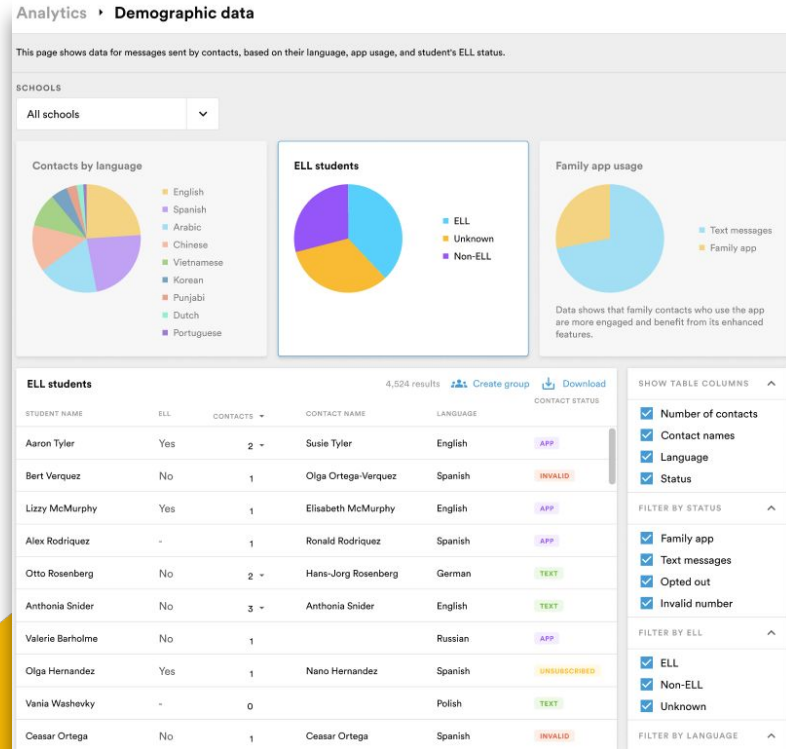 Analytics ‣ Demographic data
This page shows data for messages sent by contacts, based on their language, app usage, and student's ELL status.
SCHOOLS
All schools
Contacts by language
English
Spanish
Arabic
Chinese
Vietnamese
Korean
Punjabi
Dutch
Portuguese
ELL students
ELL
Unknown
Non-ELL
Family app usage
Text messages
Family app
Data shows that family contacts who use the app
are more engaged and benefit from its enhanced
features.
ELL students 4,524 results Create group Download
STUDENT NAME ELL CONTACTS CONTACT NAME LANGUAGE CONTACT STATUS
Aaron Tyler Yes 2 Susie Tyler English APP
Bert Verquez No 1 Olga Ortega-Verquez Spanish INVALID
Lizzy McMurphy Yes 1 Elisabeth McMurphy English APP
Alex Rodriquez - 1 Ronald Rodriquez Spanish APP
Otto Rosenberg No 2 Hans-Jorg Rosenberg German TEXT
Anthonia Snider No 3 Anthonia Snider English TEXT
Valerie Barholme No 1 Russian APP
Olga Hernandez Yes 1 Nano Hernandez Spanish UNSUBSCRIBED
Vania Washevky - 0 Polish TEXT
Ceasar Ortega No 1 Ceasar Ortega Spanish INVALID
SHOW TABLE COLUMNS
Number of contacts
Contact names
Language
Status
FILTER BY STATUS
Family app
Text messages
Opted out
Invalid number
FILTER BY ELL
ELL
Non-ELL
Unknown
FILTER BY LANGUAGE